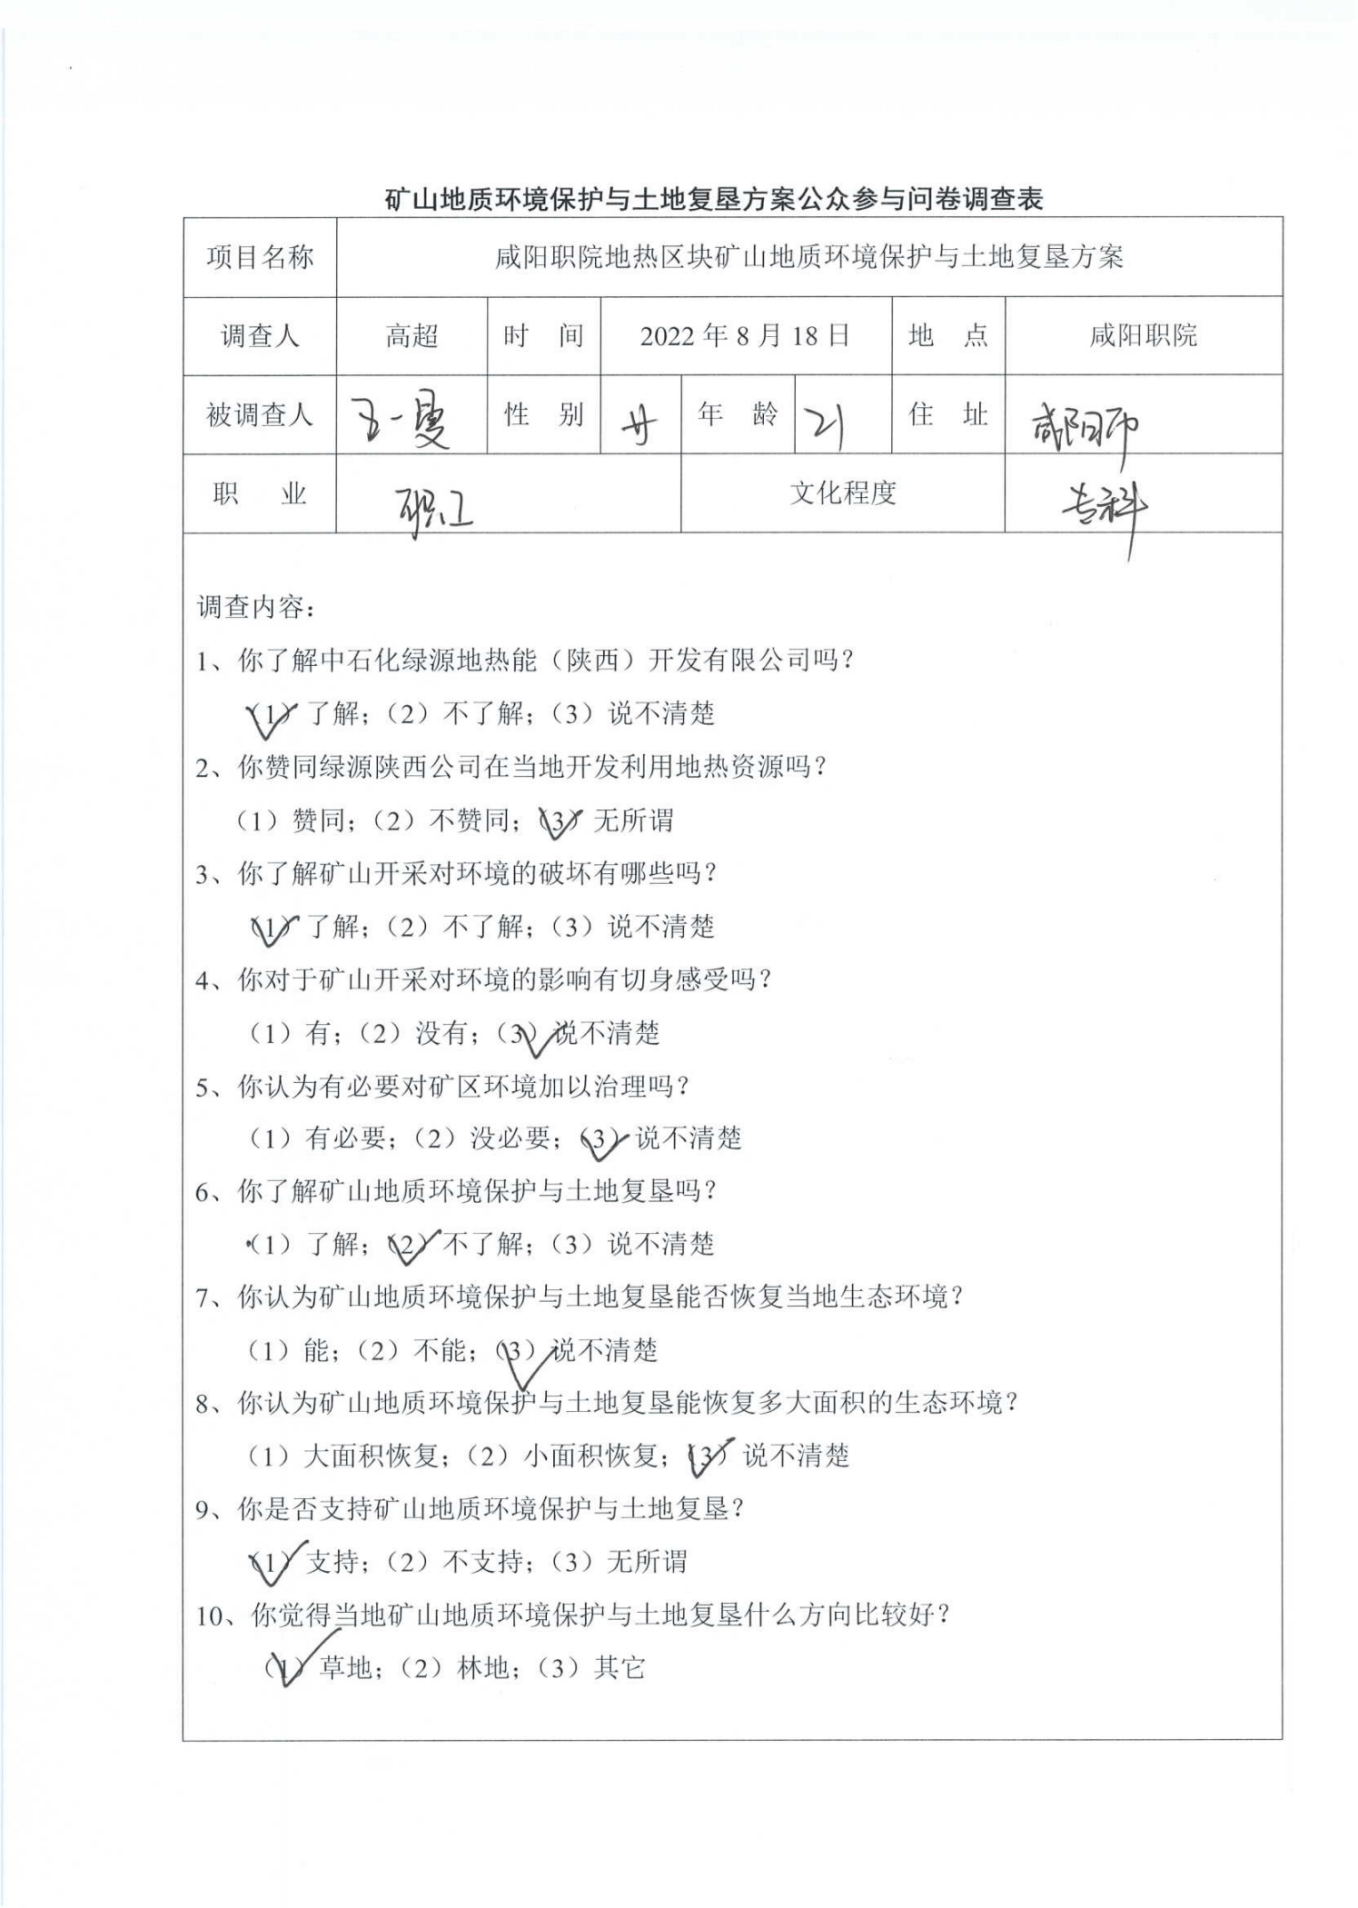 矿山地质环境保护与土地复垦方案公众参与问卷调查表
项目名称 咸阳职院地热区块矿山地质环境保护与土地复垦方案
调查人 高超 时 间 2022 年 8 月 18 日 地 点 咸阳职院
被调查人 王一曼 性 别 女 年 龄 21 住 址 咸阳市
职 业 职工 文化程度 专科
调查内容：
1、你了解中石化绿源地热能（陕西）开发有限公司吗？
（1）了解；（2）不了解；（3）说不清楚
2、你赞同绿源陕西公司在当地开发利用地热资源吗？
（1）赞同；（2）不赞同；（3）无所谓
3、你了解矿山开采对环境的破坏有哪些吗？
（1）了解；（2）不了解；（3）说不清楚
4、你对于矿山开采对环境的影响有切身感受吗？
（1）有；（2）没有；（3）说不清楚
5、你认为有必要对矿区环境加以治理吗？
（1）有必要；（2）没必要；（3）说不清楚
6、你了解矿山地质环境保护与土地复垦吗？
（1）了解；（2）不了解；（3）说不清楚
7、你认为矿山地质环境保护与土地复垦能否恢复当地生态环境？
（1）能；（2）不能；（3）说不清楚
8、你认为矿山地质环境保护与土地复垦能恢复多大面积的生态环境？
（1）大面积恢复；（2）小面积恢复；（3）说不清楚
9、你是否支持矿山地质环境保护与土地复垦？
（1）支持；（2）不支持；（3）无所谓
10、你觉得当地矿山地质环境保护与土地复垦什么方向比较好？
（1）草地；（2）林地；（3）其它